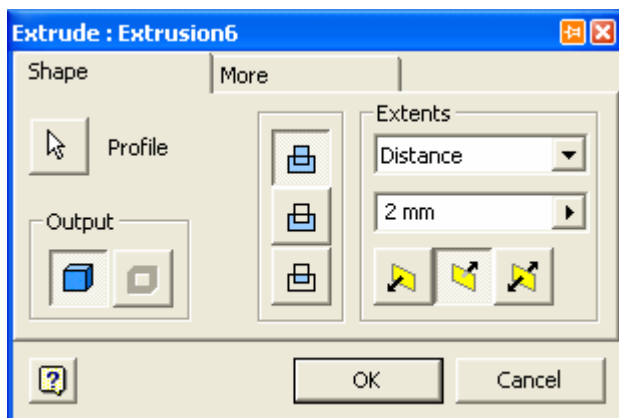 Extrude : Extrusion6
Shape
More
Profile
Extents
Distance
2 mm
Output
?
OK
Cancel